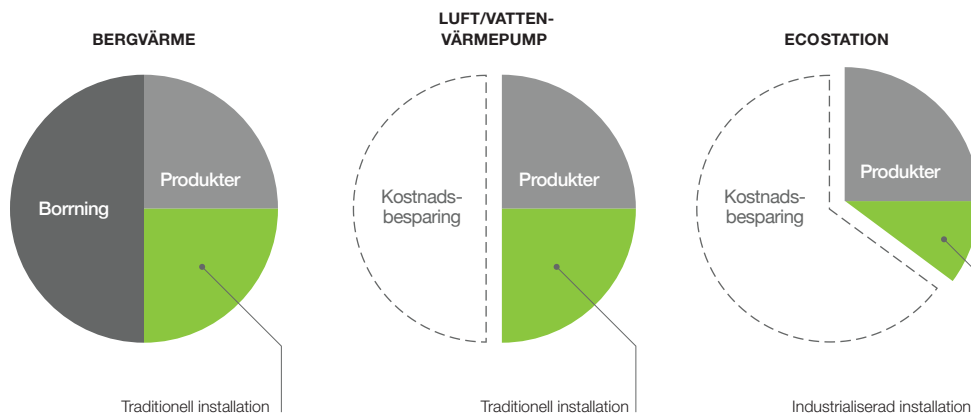 BERGVÄRME
Borrning
Produkter
Traditionell installation
LUFT/VATTEN-
VÄRMEPUMP
Kostnads-
besparing
Produkter
Traditionell installation
ECOSTATION
Kostnads-
besparing
Produkter
Industrialiserad installation